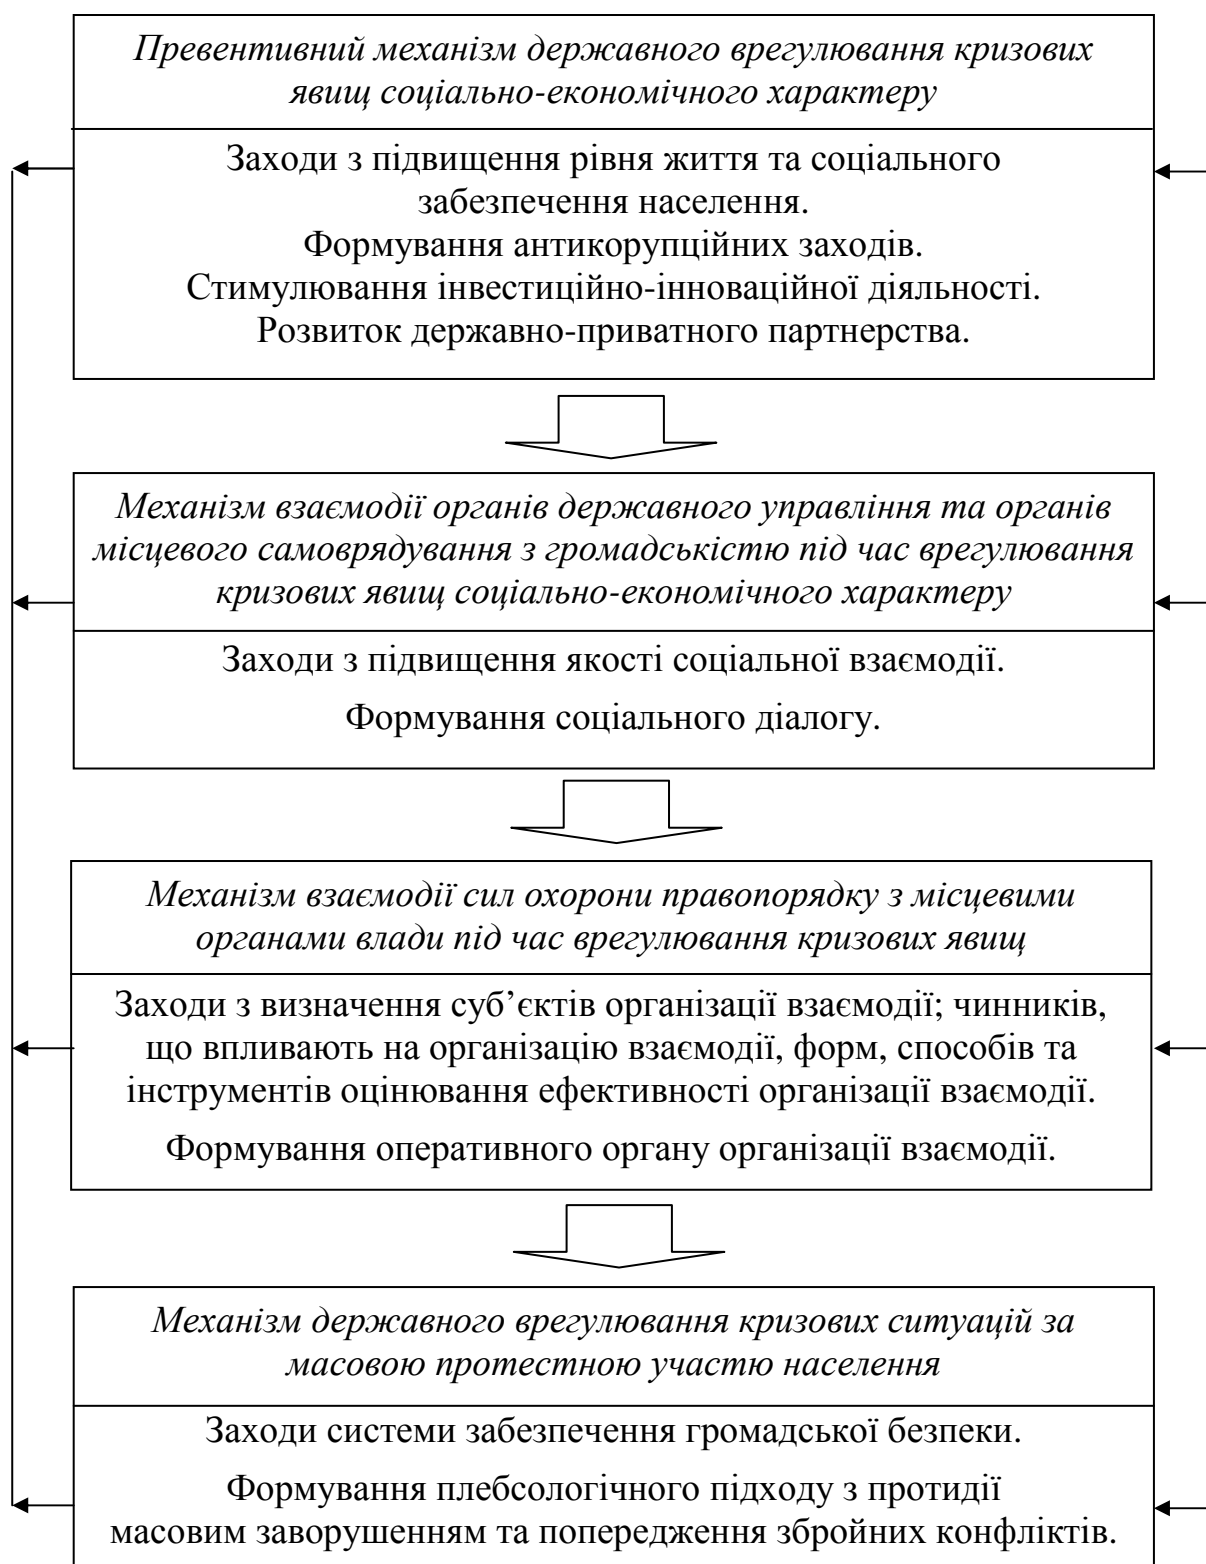 Превентивний механізм державного врегулювання кризових
явищ соціально-економічного характеру
Заходи з підвищення рівня життя та соціального
забезпечення населення.
Формування антикорупційних заходів.
Стимулювання інвестиційно-інноваційної діяльності.
Розвиток державно-приватного партнерства.
Механізм взаємодії органів державного управління та органів
місцевого самоврядування з громадськістю під час врегулювання
кризових явищ соціально-економічного характеру
Заходи з підвищення якості соціальної взаємодії.
Формування соціального діалогу.
Механізм взаємодії сил охорони правопорядку з місцевими
органами влади під час врегулювання кризових явищ
Заходи з визначення суб’єктів організації взаємодії; чинників,
що впливають на організацію взаємодії, форм, способів та
інструментів оцінювання ефективності організації взаємодії.
Формування оперативного органу організації взаємодії.
Механізм державного врегулювання кризових ситуацій за
масовою протестною участю населення
Заходи системи забезпечення громадської безпеки.
Формування плебсологічного підходу з протидії
масовим заворушенням та попередження збройних конфліктів.